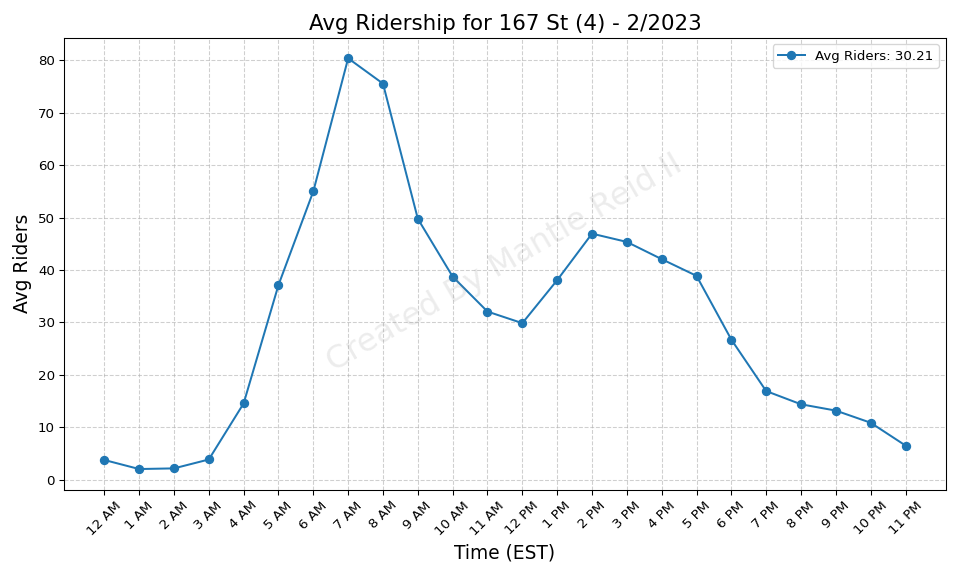 Avg Ridership for 167 St (4) - 2/2023
Avg Riders: 30.21
Avg Riders
80
70
60
50
40
30
20
10
0
Created By Mantie Reid II
12 AM
1 AM
2 AM
3 AM
4 AM
5 AM
6 AM
7 AM
8 AM
9 AM
10 AM
11 AM
12 PM
1 PM
2 PM
3 PM
4 PM
5 PM
6 PM
7 PM
8 PM
9 PM
10 PM
11 PM
Time (EST)